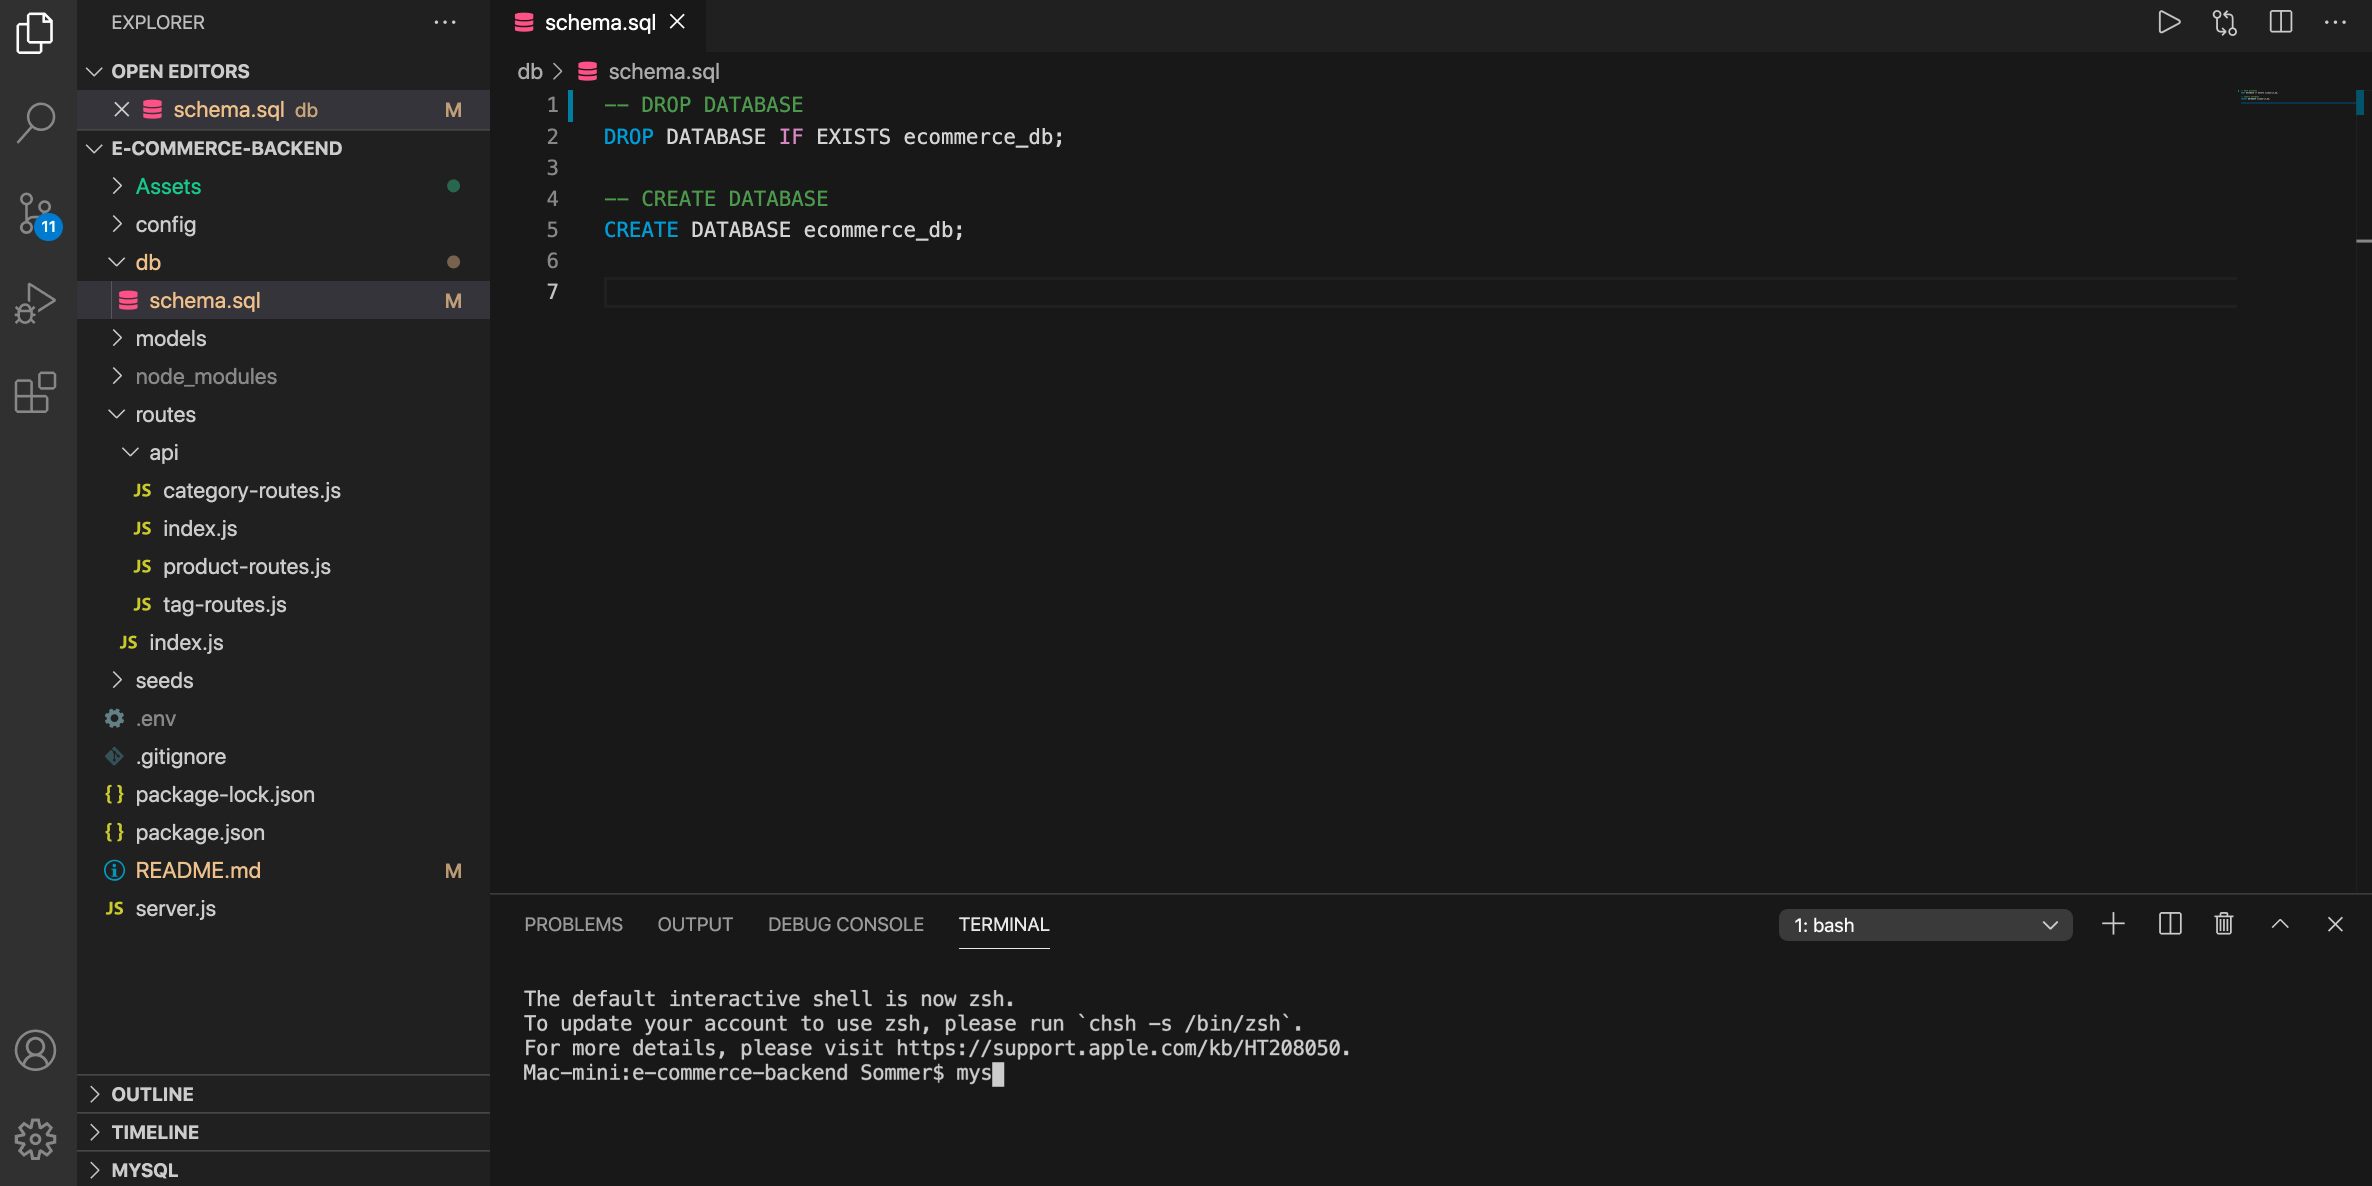 EXPLORER
OPEN EDITORS
schema.sql db M
E-COMMERCE-BACKEND
Assets
config
db
schema.sql M
models
node_modules
routes
api
JS category-routes.js
JS index.js
JS product-routes.js
JS tag-routes.js
JS index.js
seeds
.env
.gitignore
{} package-lock.json
{} package.json
README.md M
JS server.js
OUTLINE
TIMELINE
MYSQL
11
schema.sql
db > schema.sql
1 -- DROP DATABASE
2 DROP DATABASE IF EXISTS ecommerce_db;
3
4 -- CREATE DATABASE
5 CREATE DATABASE ecommerce_db;
6
7
PROBLEMS OUTPUT DEBUG CONSOLE TERMINAL
1: bash
The default interactive shell is now zsh.
To update your account to use zsh, please run `chsh -s /bin/zsh`.
For more details, please visit https://support.apple.com/kb/HT208050.
Mac-mini:e-commerce-backend Sommer$ mys